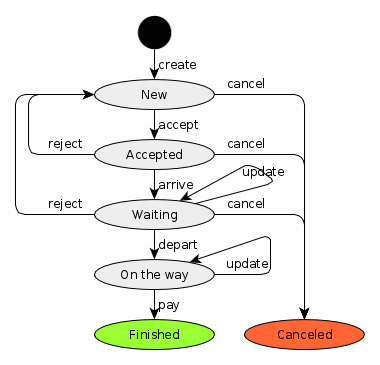 create
New
cancel
accept
reject
Accepted
cancel
arrive
update
reject
Waiting
cancel
depart
On the way
update
pay
Finished
Canceled